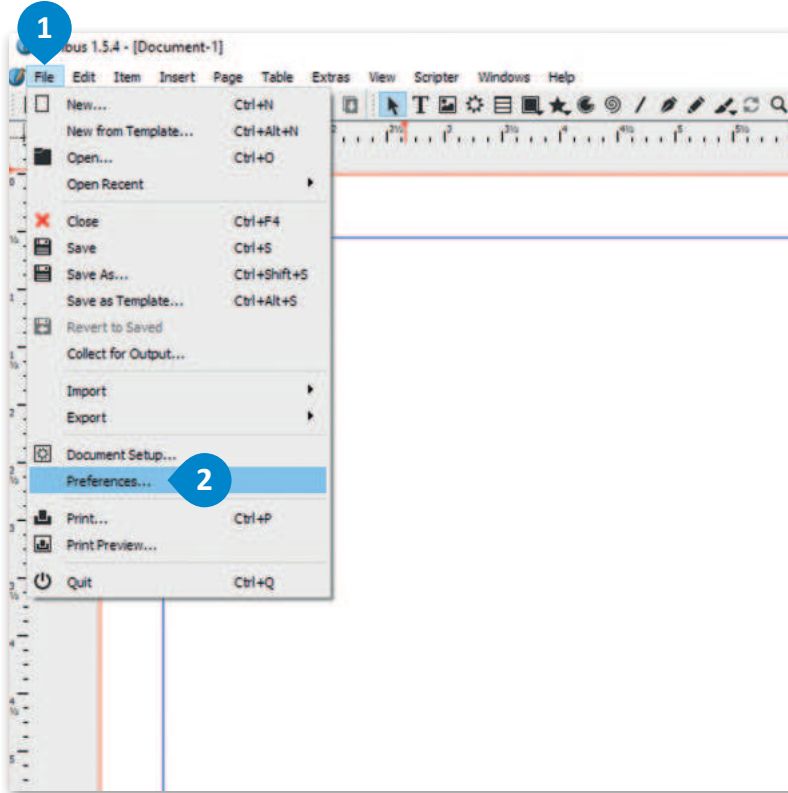 1
bus 1.5.4 - [Document-1]
File Edit Item Insert Page Table Extras View Scripter Windows Help
New... Ctrl+N
New from Template... Ctrl+Alt+N
Open... Ctrl+O
Open Recent
Close Ctrl+F4
Save Ctrl+S
Save As... Ctrl+Shift+S
Save as Template... Ctrl+Alt+S
Revert to Saved
Collect for Output...
Import
Export
Document Setup...
Preferences... 2
Print... Ctrl+P
Print Preview...
Quit Ctrl+Q